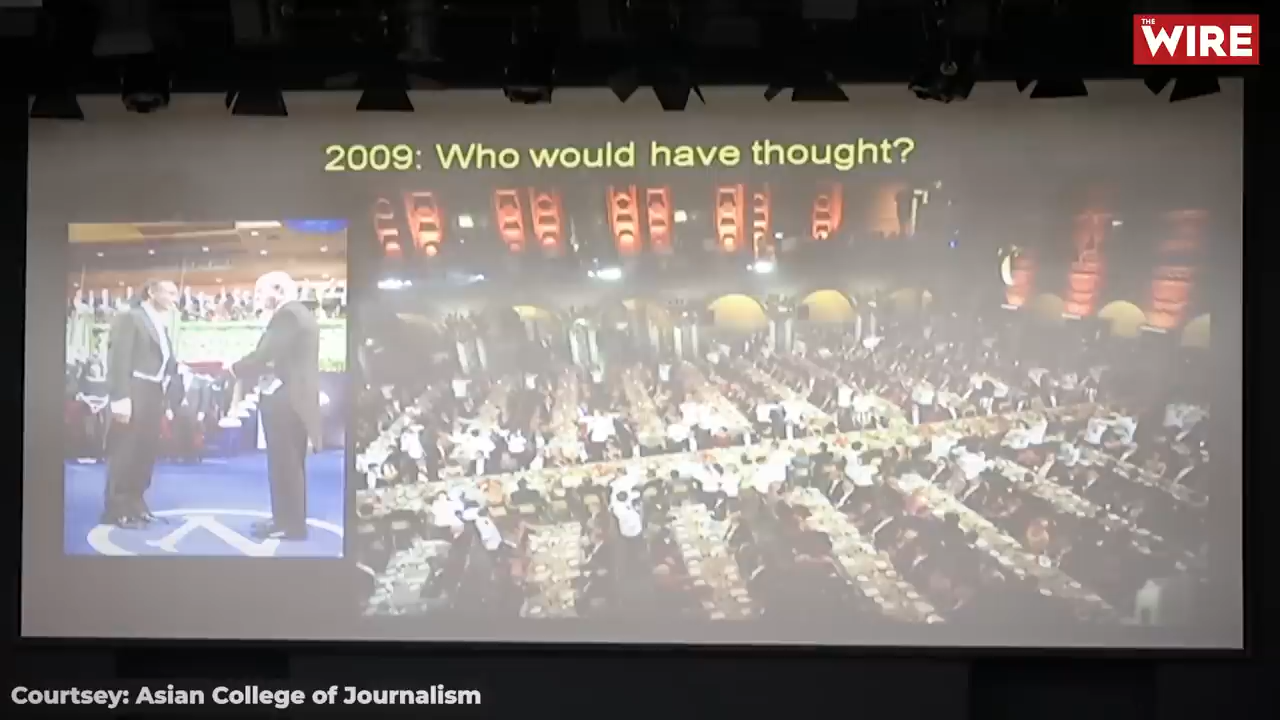 THE
WIRE
2009: Who would have thought?
Courtsey: Asian College of Journalism